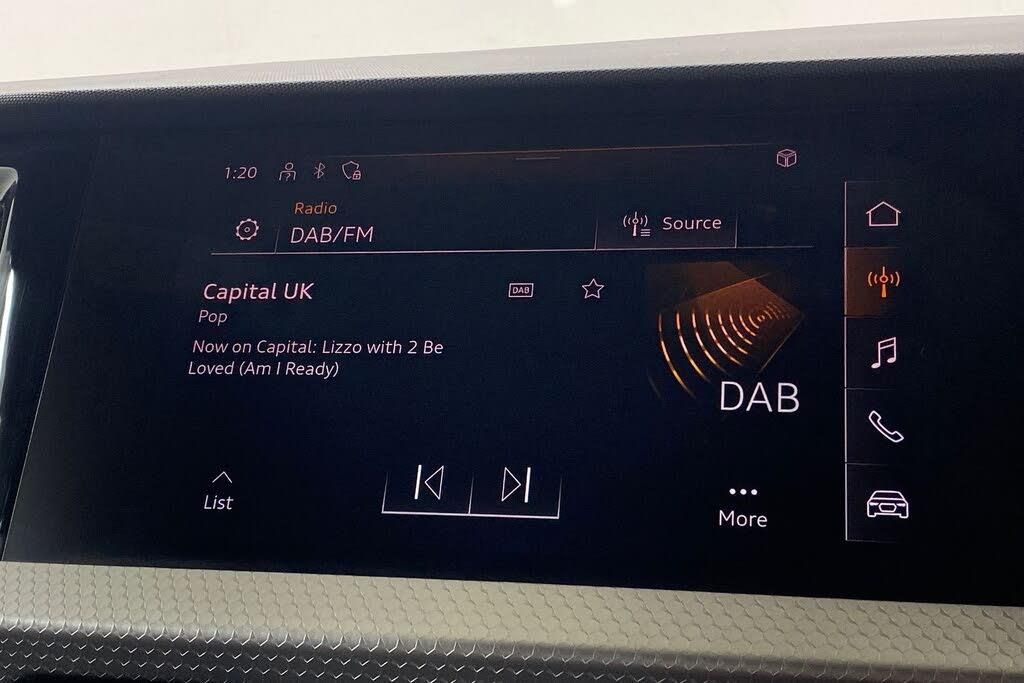 1:20
Radio
DAB/FM
Source
Capital UK
DAB
Pop
Now on Capital: Lizzo with 2 Be
Loved (Am I Ready)
DAB
List
More